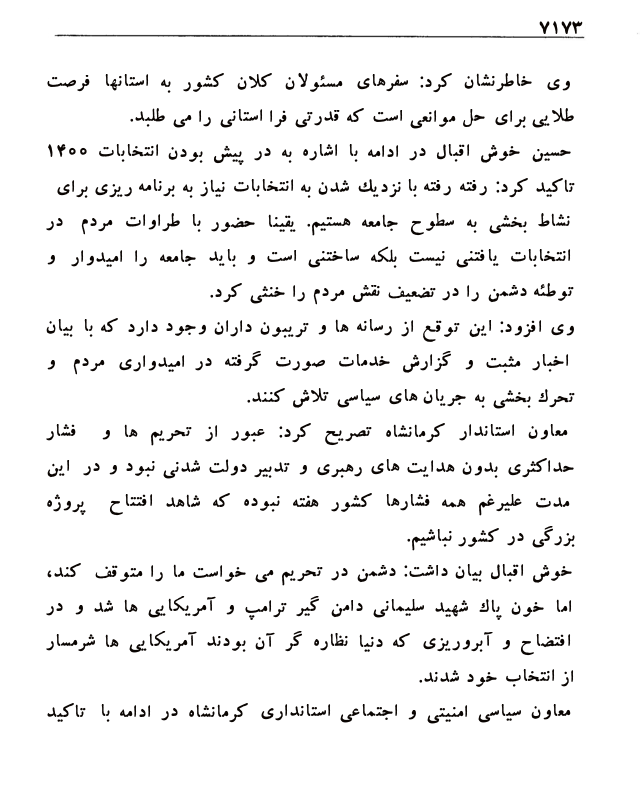 ۷۱۷۳
وی خاطرنشان کرد: سفرهای مسئولان کلان کشور به استانها فرصت
طلایی برای حل موانعی است که قدرتی فرا استانی را می طلبد.
حسین خوش اقبال در ادامه با اشاره به در پیش بودن انتخابات ۱۴۰۰
تاکید کرد: رفته رفته با نزدیك شدن به انتخابات نیاز به برنامه ریزی برای
نشاط بخشی به سطوح جامعه هستیم. یقینا حضور با طراوات مردم در
انتخابات یافتنی نیست بلکه ساختنی است و باید جامعه را امیدوار و
توطئه دشمن را در تضعیف نقش مردم را خنثی کرد.
وی افزود: این توقع از رسانه ها و تریبون داران وجود دارد که با بیان
اخبار مثبت و گزارش خدمات صورت گرفته در امیدواری مردم و
تحرك بخشی به جریان های سیاسی تلاش کنند.
معاون استاندار کرمانشاه تصریح کرد: عبور از تحریم ها و فشار
حداکثری بدون هدایت های رهبری و تدبیر دولت شدنی نبود و در این
مدت علیرغم همه فشارها کشور هفته نبوده که شاهد افتتاح پروژه
بزرگی در کشور نباشیم.
خوش اقبال بیان داشت: دشمن در تحریم می خواست ما را متوقف کند،
اما خون پاك شهید سلیمانی دامن گیر ترامپ و آمریکایی ها شد و در
افتضاح و آبروریزی که دنیا نظاره گر آن بودند آمریکایی ها شرمسار
از انتخاب خود شدند.
معاون سیاسی امنیتی و اجتماعی استانداری کرمانشاه در ادامه با تاکید